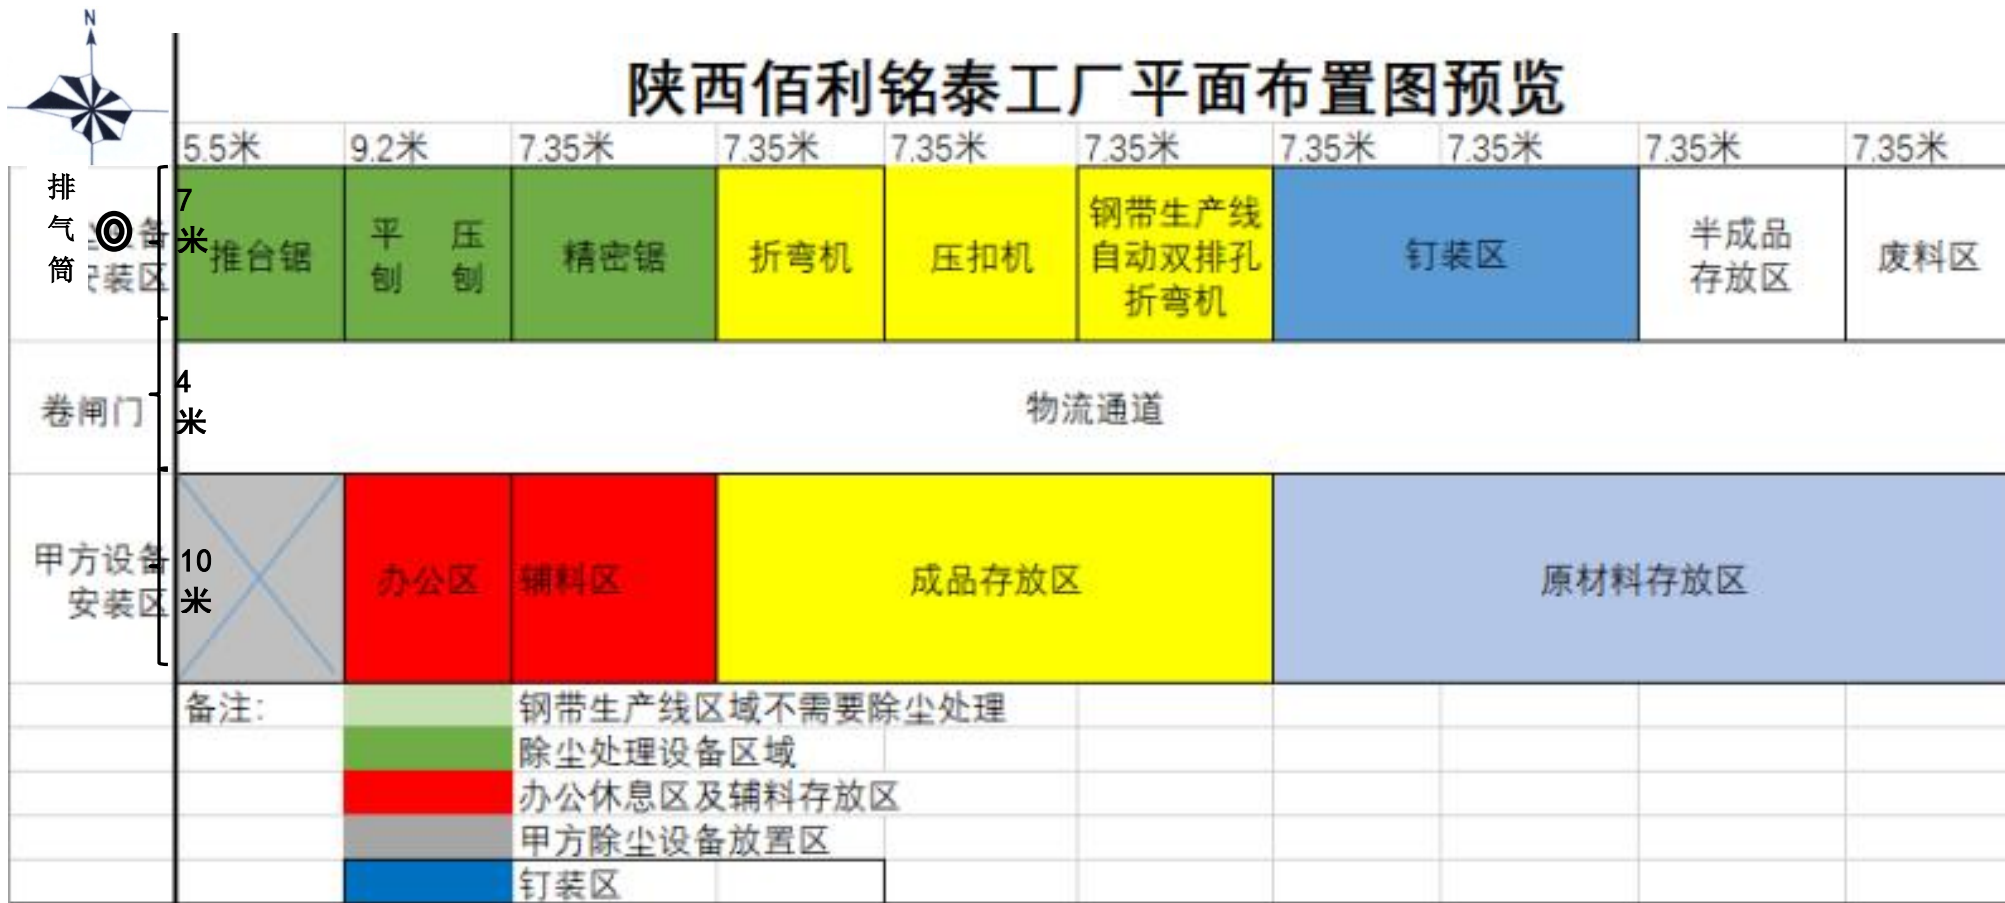 N
陕西佰利铭泰工厂平面布置图预览
5.5米 9.2米 7.35米 7.35米 7.35米 7.35米 7.35米 7.35米 7.35米 7.35米
排
气
筒
备
安装区
7
米
推台锯
平 压
刨 刨
精密锯
折弯机
压扣机
钢带生产线
自动双排孔
折弯机
钉装区
半成品
存放区
废料区
卷闸门
4
米
物流通道
甲方设备
安装区
10
米
办公区
辅料区
成品存放区
原材料存放区
备注:
钢带生产线区域不需要除尘处理
除尘处理设备区域
办公休息区及辅料存放区
甲方除尘设备放置区
钉装区